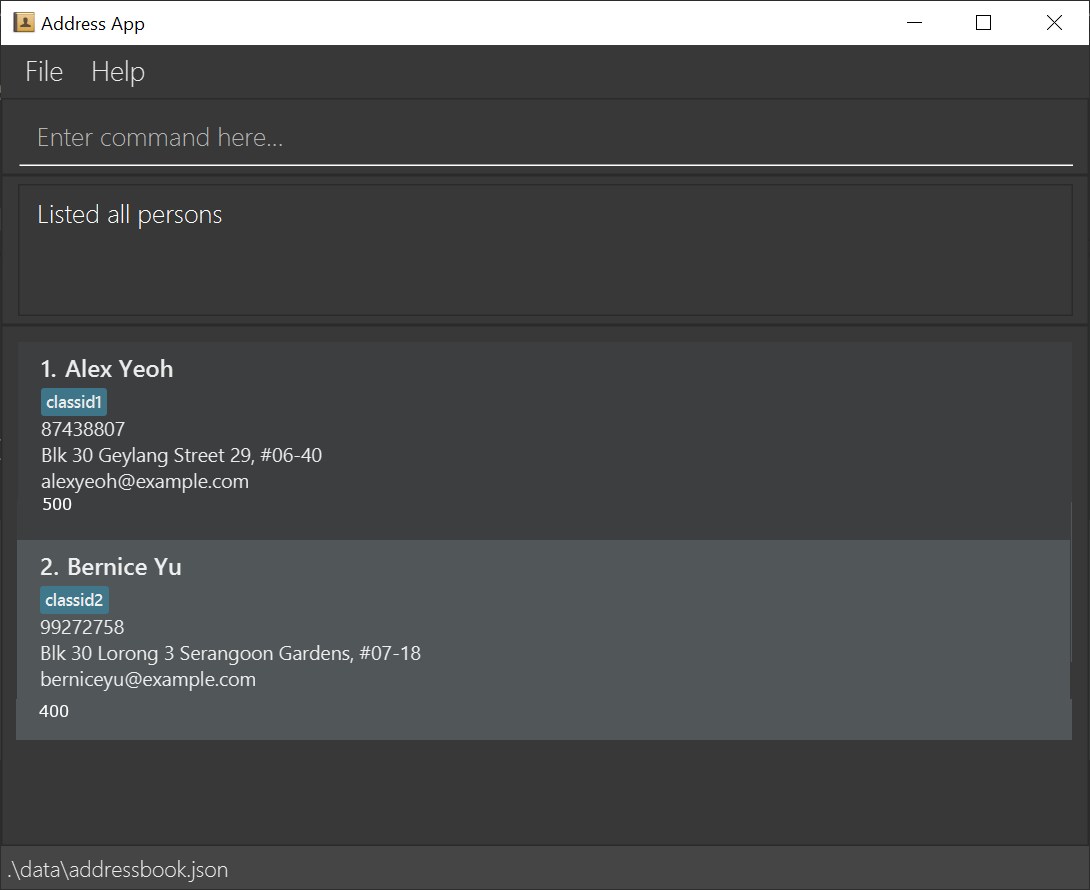 Address App
File Help
Enter command here...
Listed all persons
1. Alex Yeoh
classid1
87438807
Blk 30 Geylang Street 29, #06-40
alexyeoh@example.com
500
2. Bernice Yu
classid2
99272758
Blk 30 Lorong 3 Serangoon Gardens, #07-18
berniceyu@example.com
400
.\data\addressbook.json